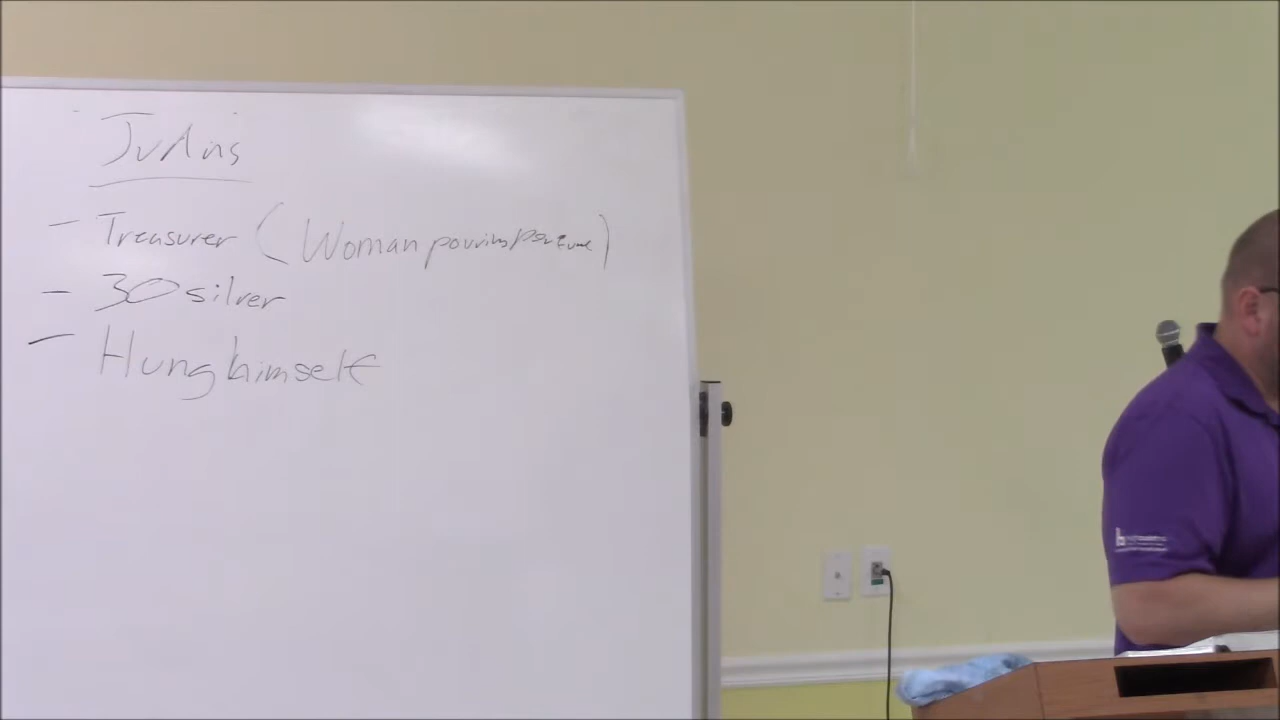 Judas
- Treasurer (Woman pouring perfume)
- 30 silver
- Hung himself